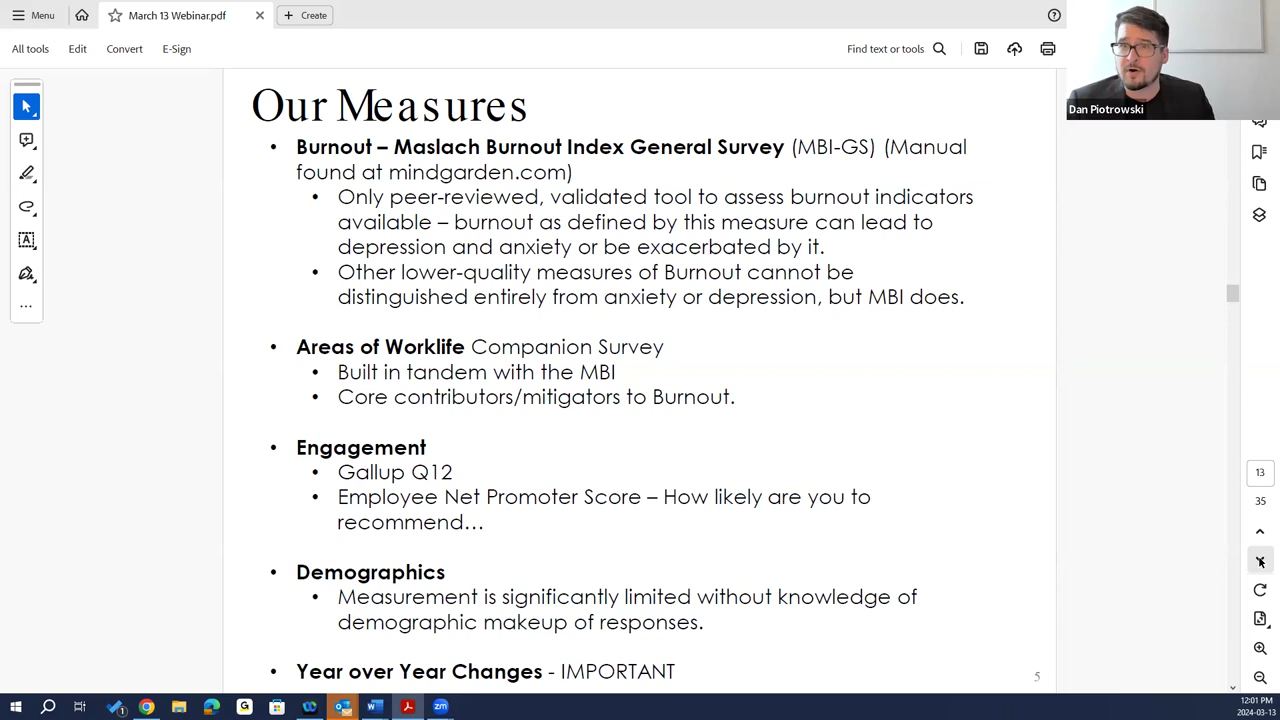 Menu
March 13 Webinar.pdf
Create
All tools
Edit
Convert
E-Sign
Find text or tools
Dan Piotrowski
Our Measures
• Burnout – Maslach Burnout Index General Survey (MBI-GS) (Manual
found at mindgarden.com)
• Only peer-reviewed, validated tool to assess burnout indicators
available – burnout as defined by this measure can lead to
depression and anxiety or be exacerbated by it.
• Other lower-quality measures of Burnout cannot be
distinguished entirely from anxiety or depression, but MBI does.
• Areas of Worklife Companion Survey
• Built in tandem with the MBI
• Core contributors/mitigators to Burnout.
• Engagement
• Gallup Q12
• Employee Net Promoter Score – How likely are you to
recommend…
• Demographics
• Measurement is significantly limited without knowledge of
demographic makeup of responses.
• Year over Year Changes - IMPORTANT
5
13
35
12:01 PM
2024-03-13